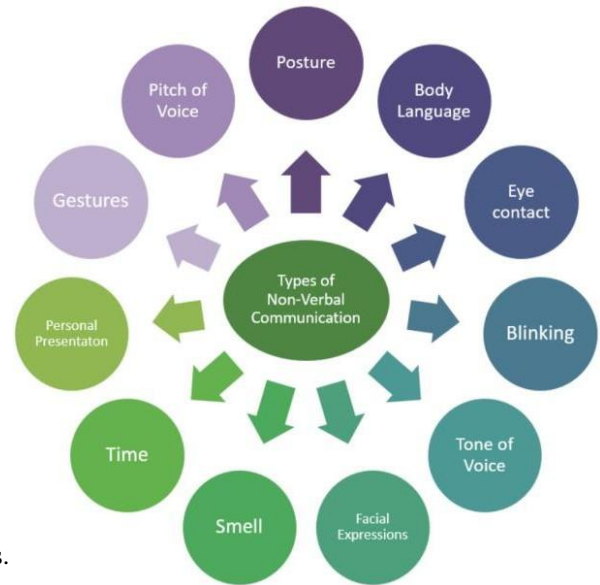 Posture
Body
Language
Eye
contact
Blinking
Tone of
Voice
Facial
Expressions
Smell
Time
Personal
Presentaton
Gestures
Pitch of
Voice
Types of
Non-Verbal
Communication
s.